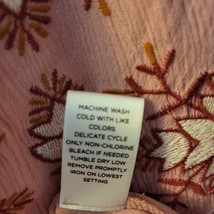 MACHINE WASH
COLD WITH LIKE
COLORS
DELICATE CYCLE
ONLY NON-CHLORINE
BLEACH IF NEEDED
TUMBLE DRY LOW
REMOVE PROMPTLY
IRON ON LOWEST
SETTING